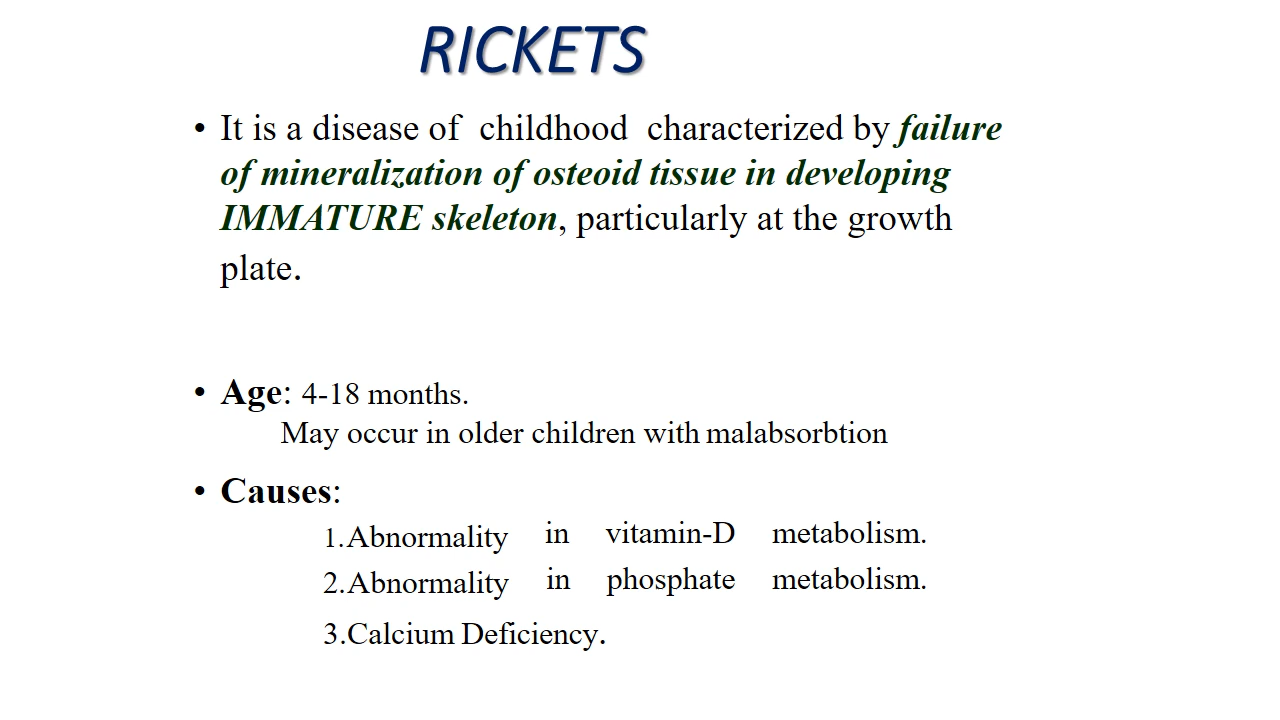 RICKETS
• It is a disease of childhood characterized by failure
of mineralization of osteoid tissue in developing
IMMATURE skeleton, particularly at the growth
plate.
• Age: 4-18 months.
May occur in older children with malabsorbtion
• Causes:
1.Abnormality in vitamin-D metabolism.
2.Abnormality in phosphate metabolism.
3.Calcium Deficiency.